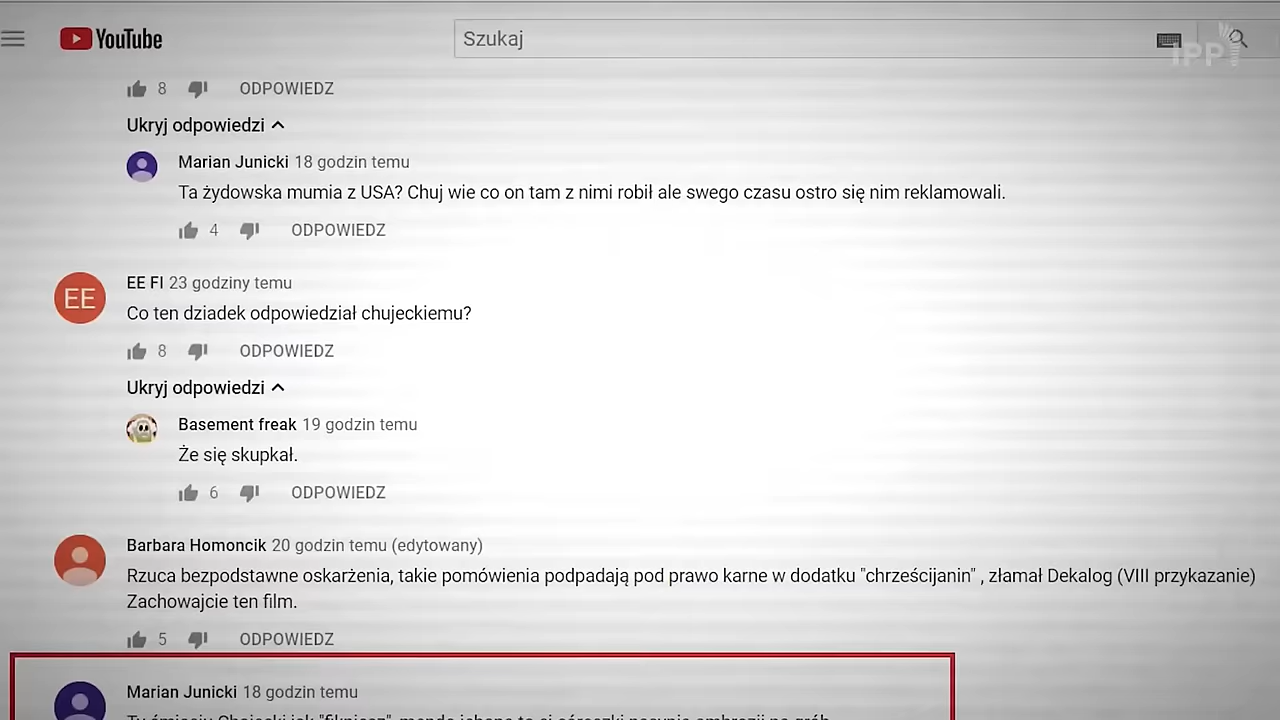 YouTube
Szukaj
IPP
8 ODPOWIEDZ
Ukryj odpowiedzi
Marian Junicki 18 godzin temu
Ta żydowska mumia z USA? Chuj wie co on tam z nimi robił ale swego czasu ostro się nim reklamowali.
4 ODPOWIEDZ
EE
EE FI 23 godziny temu
Co ten dziadek odpowiedział chujeckiemu?
8 ODPOWIEDZ
Ukryj odpowiedzi
Basement freak 19 godzin temu
Że się skupkał.
6 ODPOWIEDZ
Barbara Homoncik 20 godzin temu (edytowany)
Rzuca bezpodstawne oskarżenia, takie pomówienia podpadają pod prawo karne w dodatku "chrześcijanin" , złamał Dekalog (VIII przykazanie)
Zachowajcie ten film.
5 ODPOWIEDZ
Marian Junicki 18 godzin temu